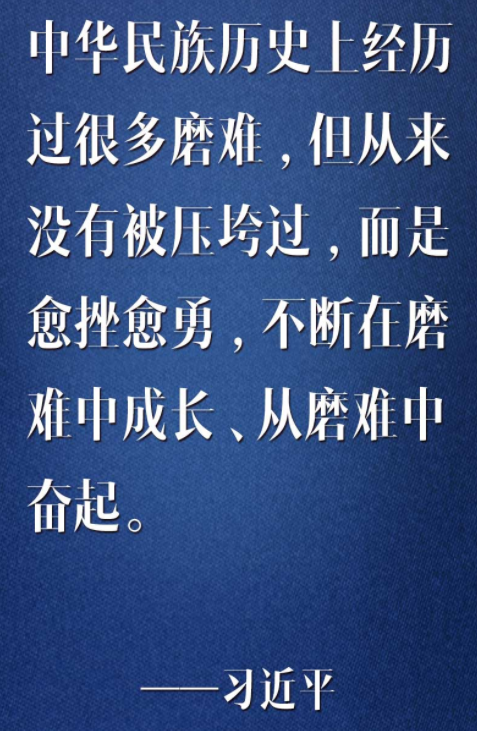 中华民族历史上经历
过很多磨难，但从来
没有被压垮过，而是
愈挫愈勇，不断在磨
难中成长、从磨难中
奋起。
——习近平